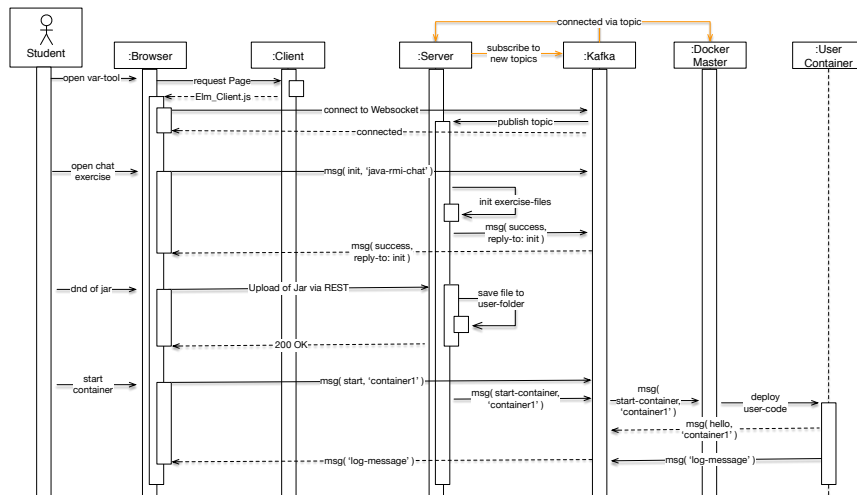 connected via topic
Student
:Browser
:Client
:Server
subscribe to
new topics
:Kafka
:Docker
Master
:User
Container
open var-tool
request Page
Elm_Client.js
connect to Websocket
publish topic
connected
open chat
exercise
msg( init, 'java-rmi-chat' )
init exercise-files
msg( success,
reply-to: init )
msg( success,
reply-to: init )
dnd of jar
Upload of Jar via REST
save file to
user-folder
200 OK
start
container
msg( start, 'container1' )
msg( start-container,
'container1' )
msg(
start-container,
'container1' )
deploy
user-code
msg( hello,
'container1' )
msg( 'log-message' )
msg( 'log-message' )